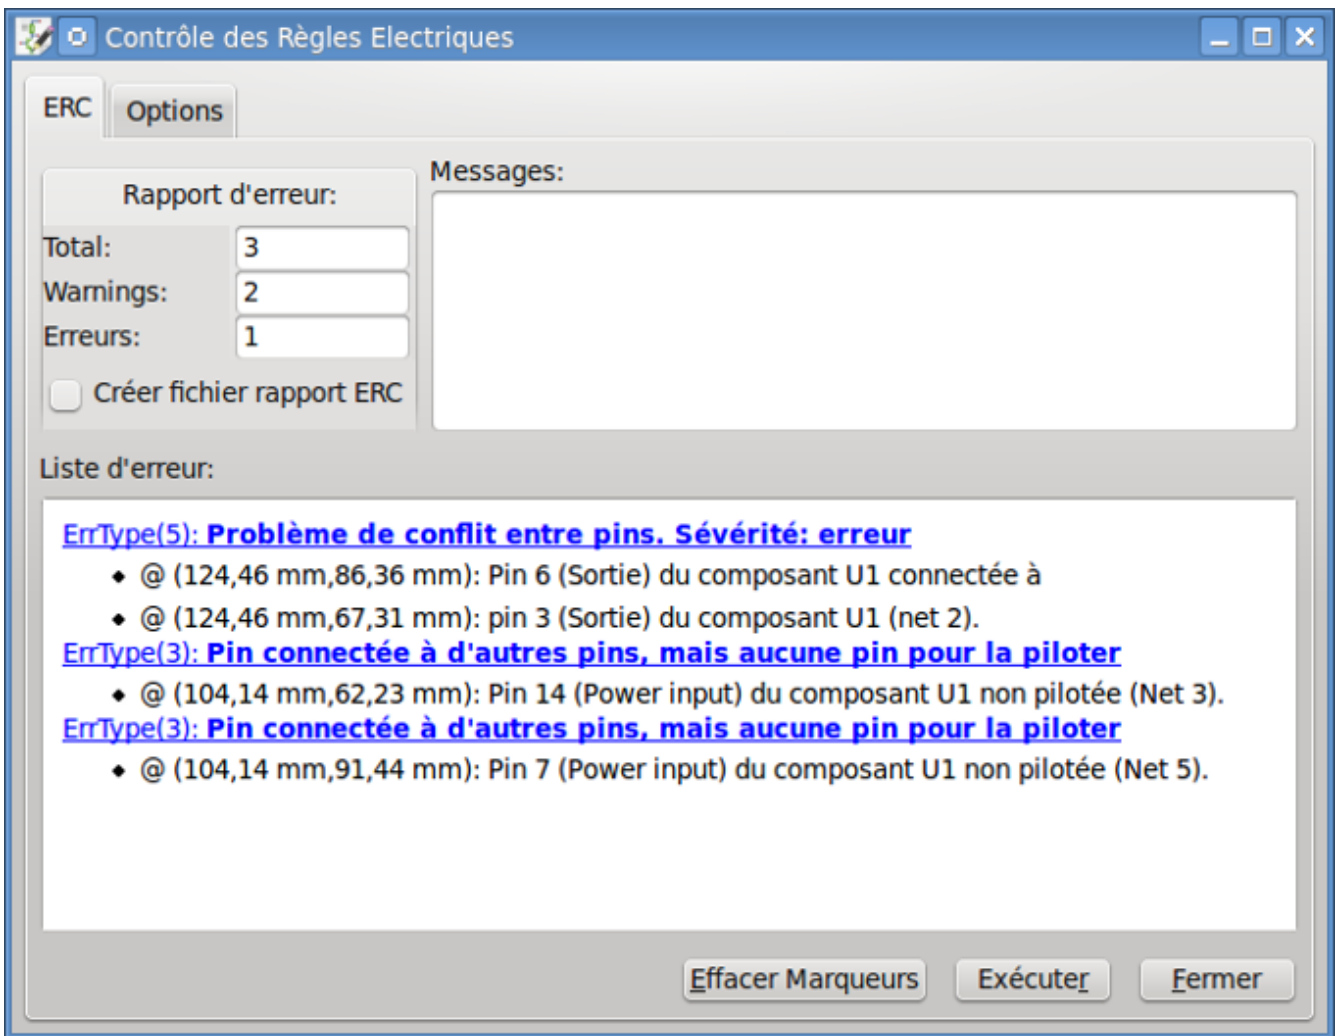 Contrôle des Règles Electriques
ERC
Options
Rapport d'erreur:
Messages:
Total:
3
Warnings:
2
Erreurs:
1
Créer fichier rapport ERC
Liste d'erreur:
ErrType(5): Problème de conflit entre pins. Sévérité: erreur
@ (124,46 mm,86,36 mm): Pin 6 (Sortie) du composant U1 connectée à
@ (124,46 mm,67,31 mm): pin 3 (Sortie) du composant U1 (net 2).
ErrType(3): Pin connectée à d'autres pins, mais aucune pin pour la piloter
@ (104,14 mm,62,23 mm): Pin 14 (Power input) du composant U1 non pilotée (Net 3).
ErrType(3): Pin connectée à d'autres pins, mais aucune pin pour la piloter
@ (104,14 mm,91,44 mm): Pin 7 (Power input) du composant U1 non pilotée (Net 5).
Effacer Marqueurs
Exécuter
Fermer